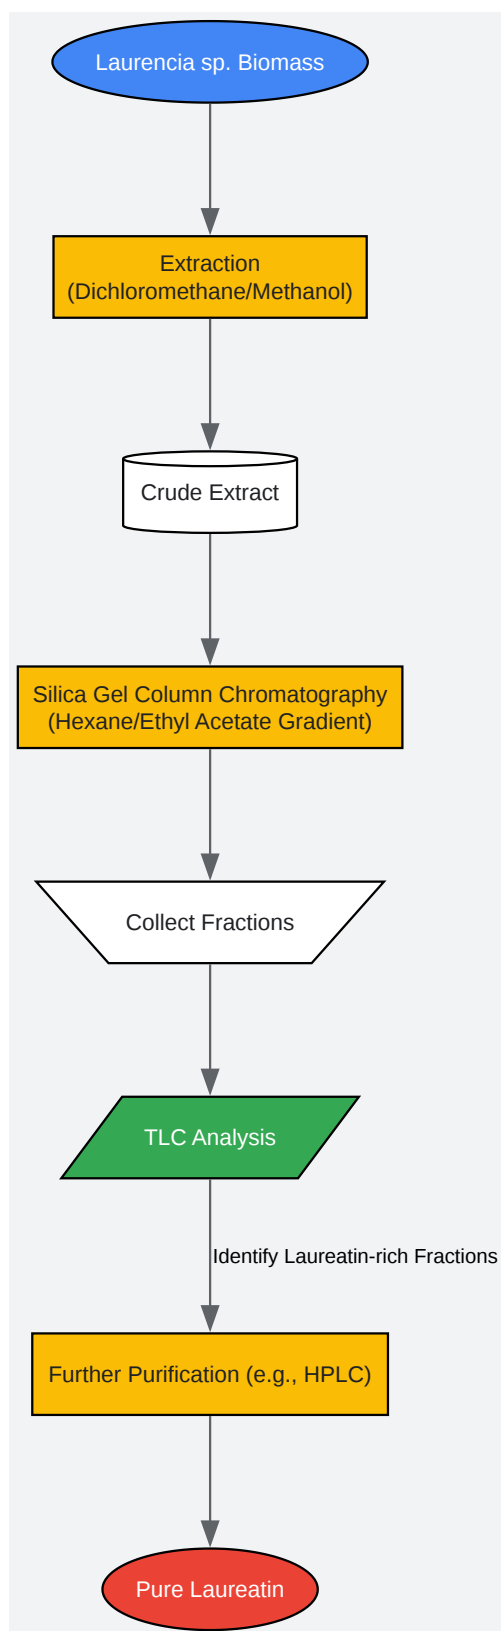 Laurencia sp. Biomass
Extraction
(Dichloromethane/Methanol)
Crude Extract
Silica Gel Column Chromatography
(Hexane/Ethyl Acetate Gradient)
Collect Fractions
TLC Analysis
Identify Laureatin-rich Fractions
Further Purification (e.g., HPLC)
Pure Laureatin